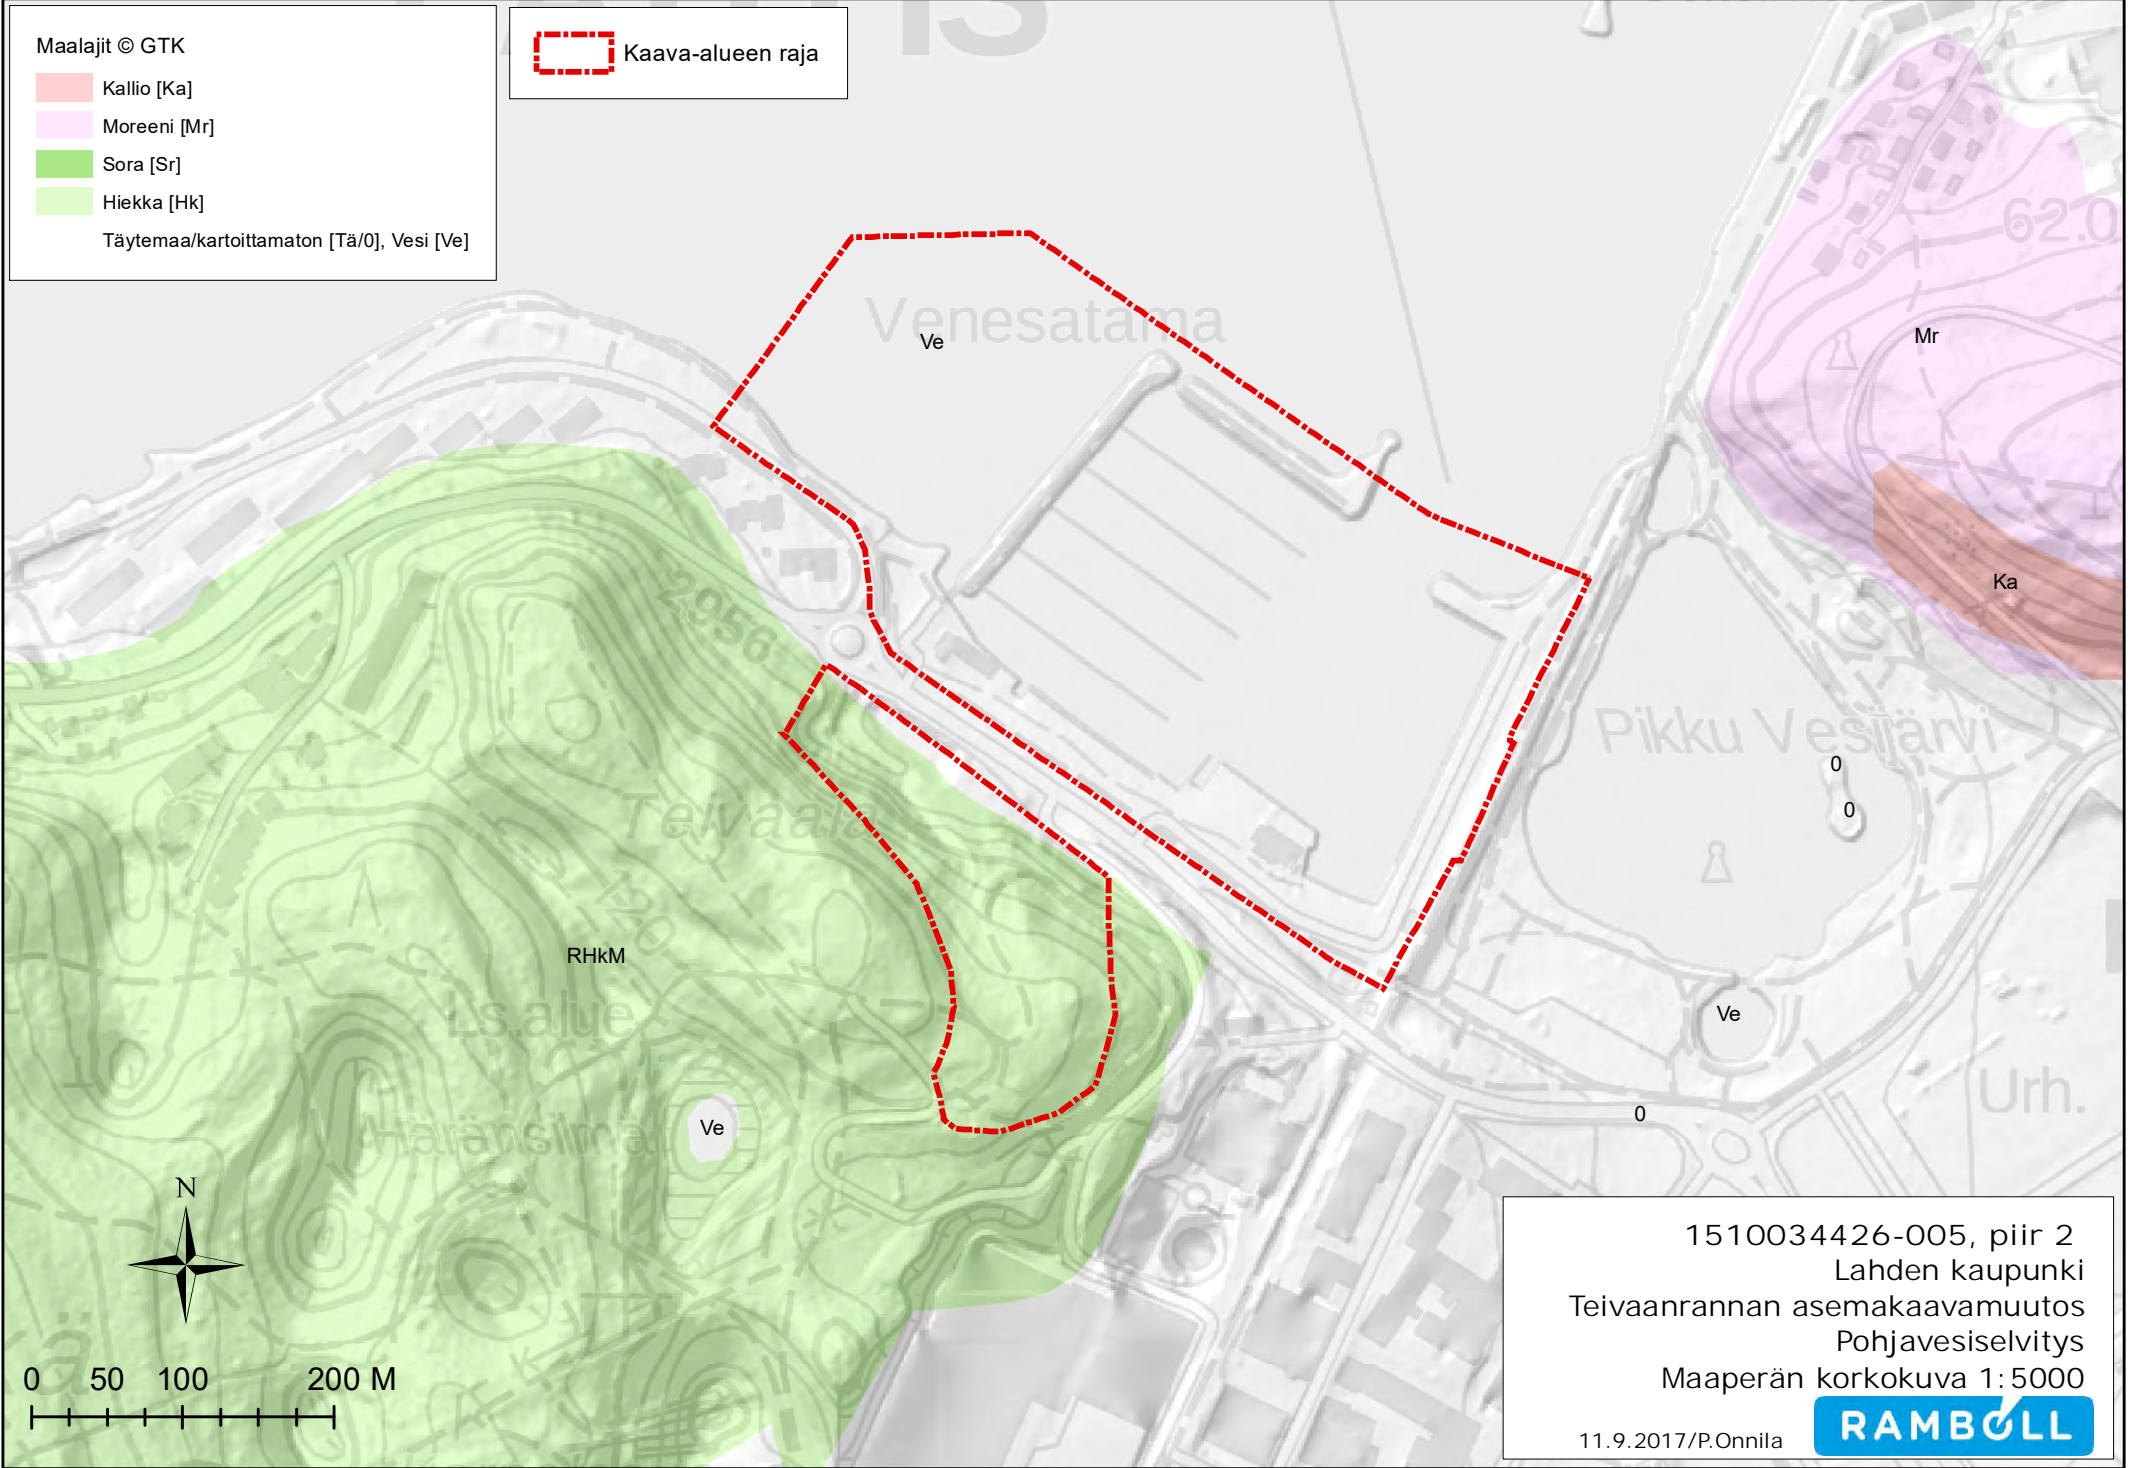 Maalajit © GTK
Kallio [Ka]
Moreeni [Mr]
Sora [Sr]
Hiekka [Hk]
Täytemaa/kartoittamaton [Tä/0], Vesi [Ve]
Kaava-alueen raja
62.0
Venesatama
Ve
Mr
Ka
2956
Pikku Vesijärvi
0
0
Teivaala
RHkM
Ls.alue
Ve
Urh.
10
Häränsilmä
Ve
0
N
0 50 100 200 M
1510034426-005, piir 2
Lahden kaupunki
Teivaanrannan asemakaavamuutos
Pohjavesiselvitys
Maaperän korkokuva 1:5000
11.9.2017/P.Onnila
RAMBOLL